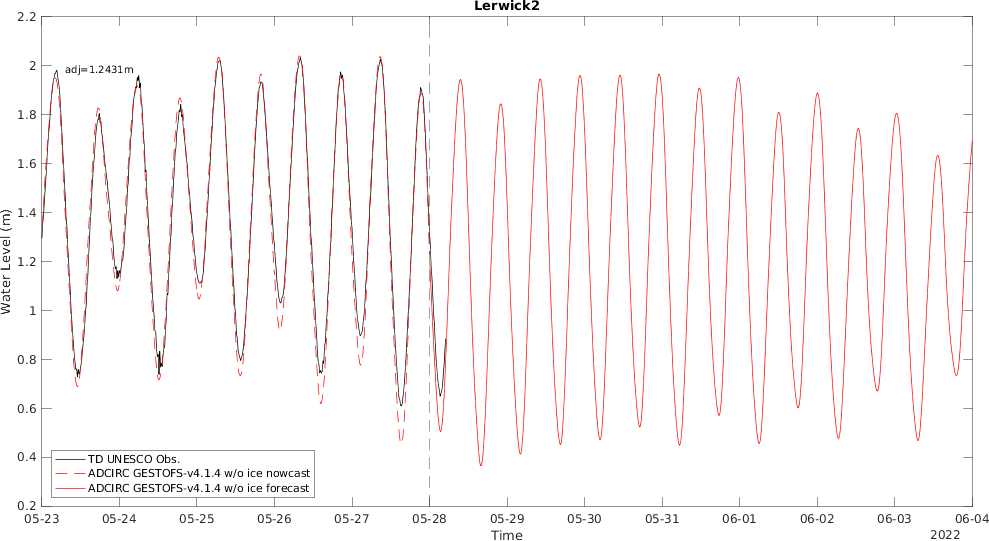 Lerwick2
2.2
2
1.8
1.6
1.4
1.2
1
0.8
0.6
0.4
0.2
Water Level (m)
adj=1.2431m
TD UNESCO Obs.
ADCIRC GESTOFS-v4.1.4 w/o ice nowcast
ADCIRC GESTOFS-v4.1.4 w/o ice forecast
05-23 05-24 05-25 05-26 05-27 05-28 05-29 05-30 05-31 06-01 06-02 06-03 06-04
Time
2022